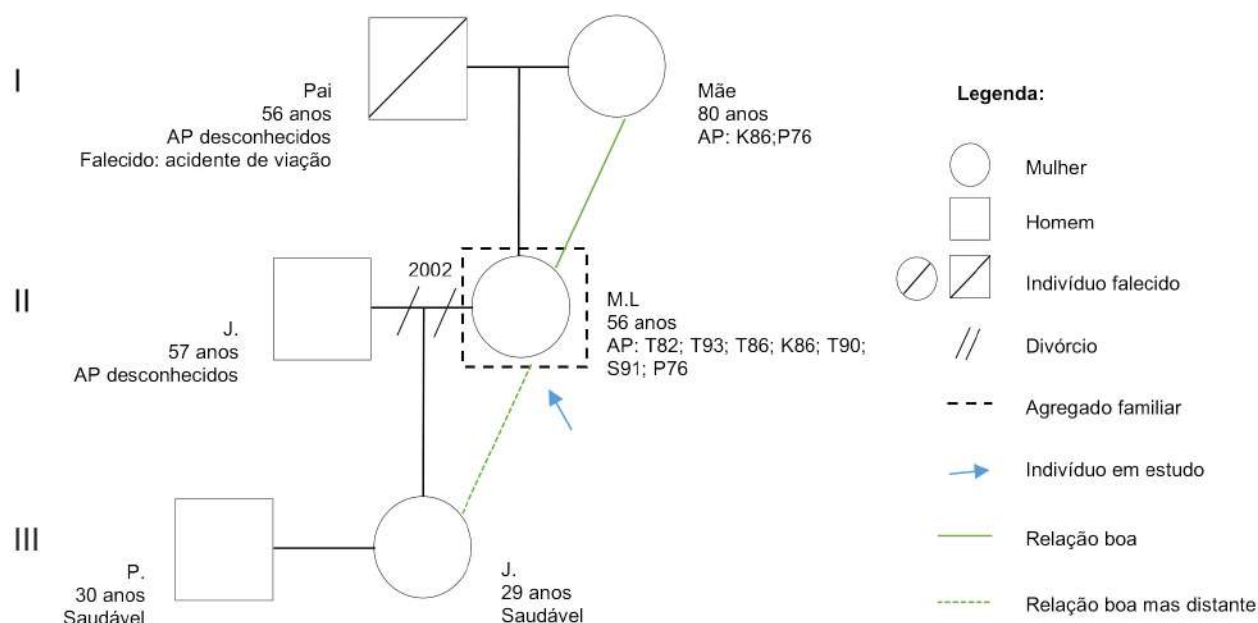 I
Pai
56 anos
AP desconhecidos
Falecido: acidente de viação
Mãe
80 anos
AP: K86;P76
II
2002
J.
57 anos
AP desconhecidos
M.L
56 anos
AP: T82; T93; T86; K86; T90;
S91; P76
III
P.
30 anos
Saudável
J.
29 anos
Saudável
Legenda:
Mulher
Homem
Indivíduo falecido
Divórcio
Agregado familiar
Indivíduo em estudo
Relação boa
Relação boa mas distante